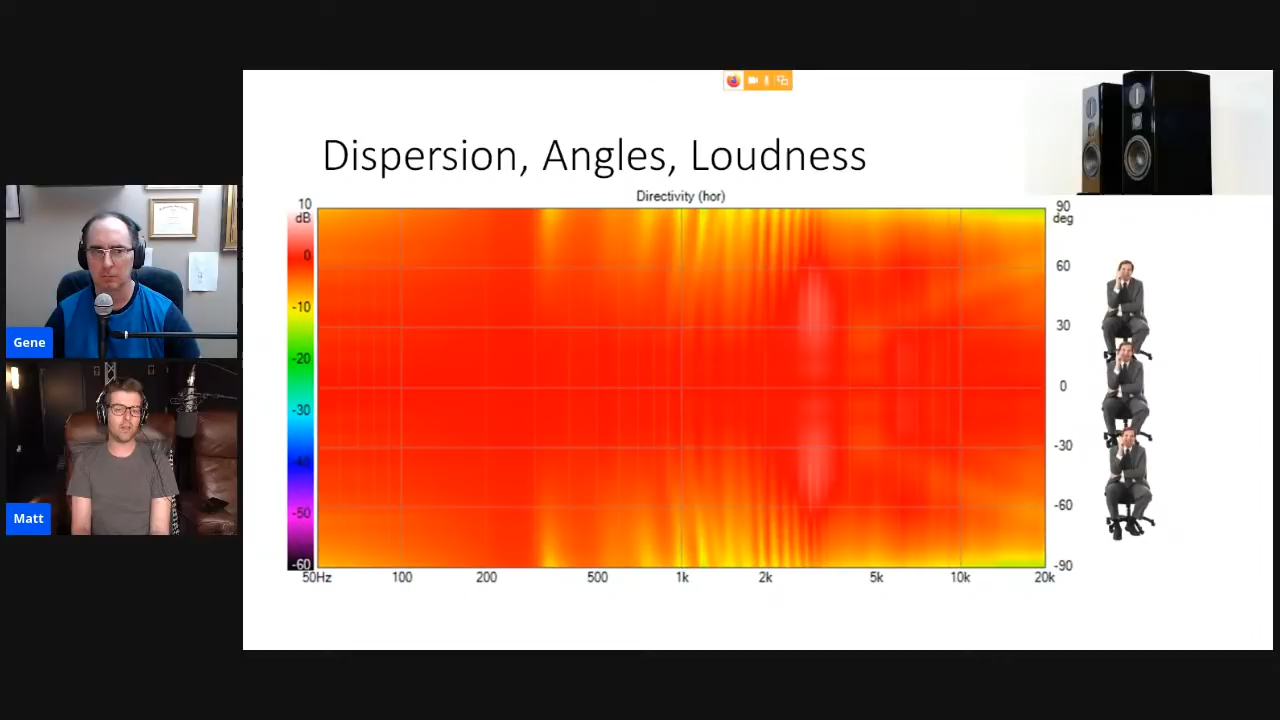 Dispersion, Angles, Loudness
Directivity (hor)
10
dB
0
-10
-20
-30
-40
-50
-60
90
deg
60
30
0
-30
-60
-90
50Hz 100 200 500 1k 2k 5k 10k 20k
Gene
Matt